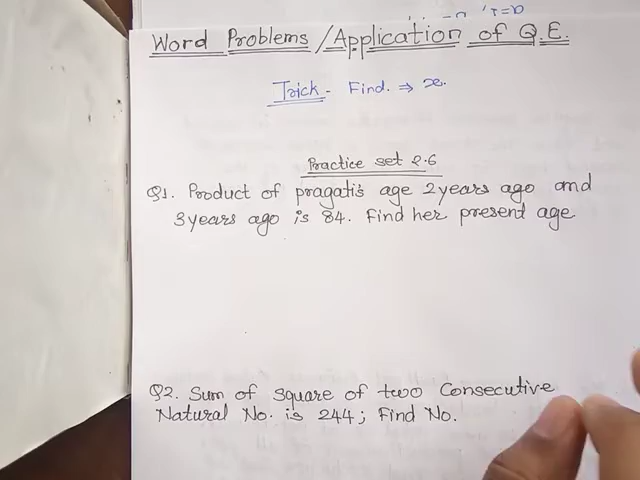 Word Problems/Application of Q.E.
Trick - Find. ⇒ x.
Practice set 2.6
Q1. Product of pragati's age 2years ago and
3years ago is 84. Find her present age
Q2. Sum of square of two Consecutive
Natural No. is 244; Find No.